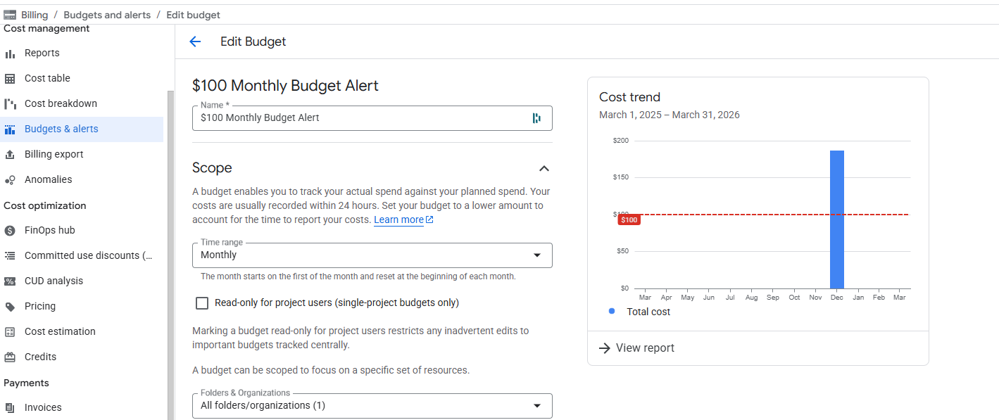 Billing / Budgets and alerts / Edit budget
Cost management
Reports
Cost table
Cost breakdown
Budgets & alerts
Billing export
Anomalies
Cost optimization
FinOps hub
Committed use discounts (...
CUD analysis
Pricing
Cost estimation
Credits
Payments
Invoices
Edit Budget
$100 Monthly Budget Alert
Name *
$100 Monthly Budget Alert
Scope
A budget enables you to track your actual spend against your planned spend. Your
costs are usually recorded within 24 hours. Set your budget to a lower amount to
account for the time to report your costs. Learn more
Time range
Monthly
The month starts on the first of the month and reset at the beginning of each month.
Read-only for project users (single-project budgets only)
Marking a budget read-only for project users restricts any inadvertent edits to
important budgets tracked centrally.
A budget can be scoped to focus on a specific set of resources.
Folders & Organizations
All folders/organizations (1)
Cost trend
March 1, 2025 – March 31, 2026
$200
$150
$100
$100
$50
$0
Mar Apr May Jun Jul Aug Sep Oct Nov Dec Jan Feb Mar
Total cost
View report